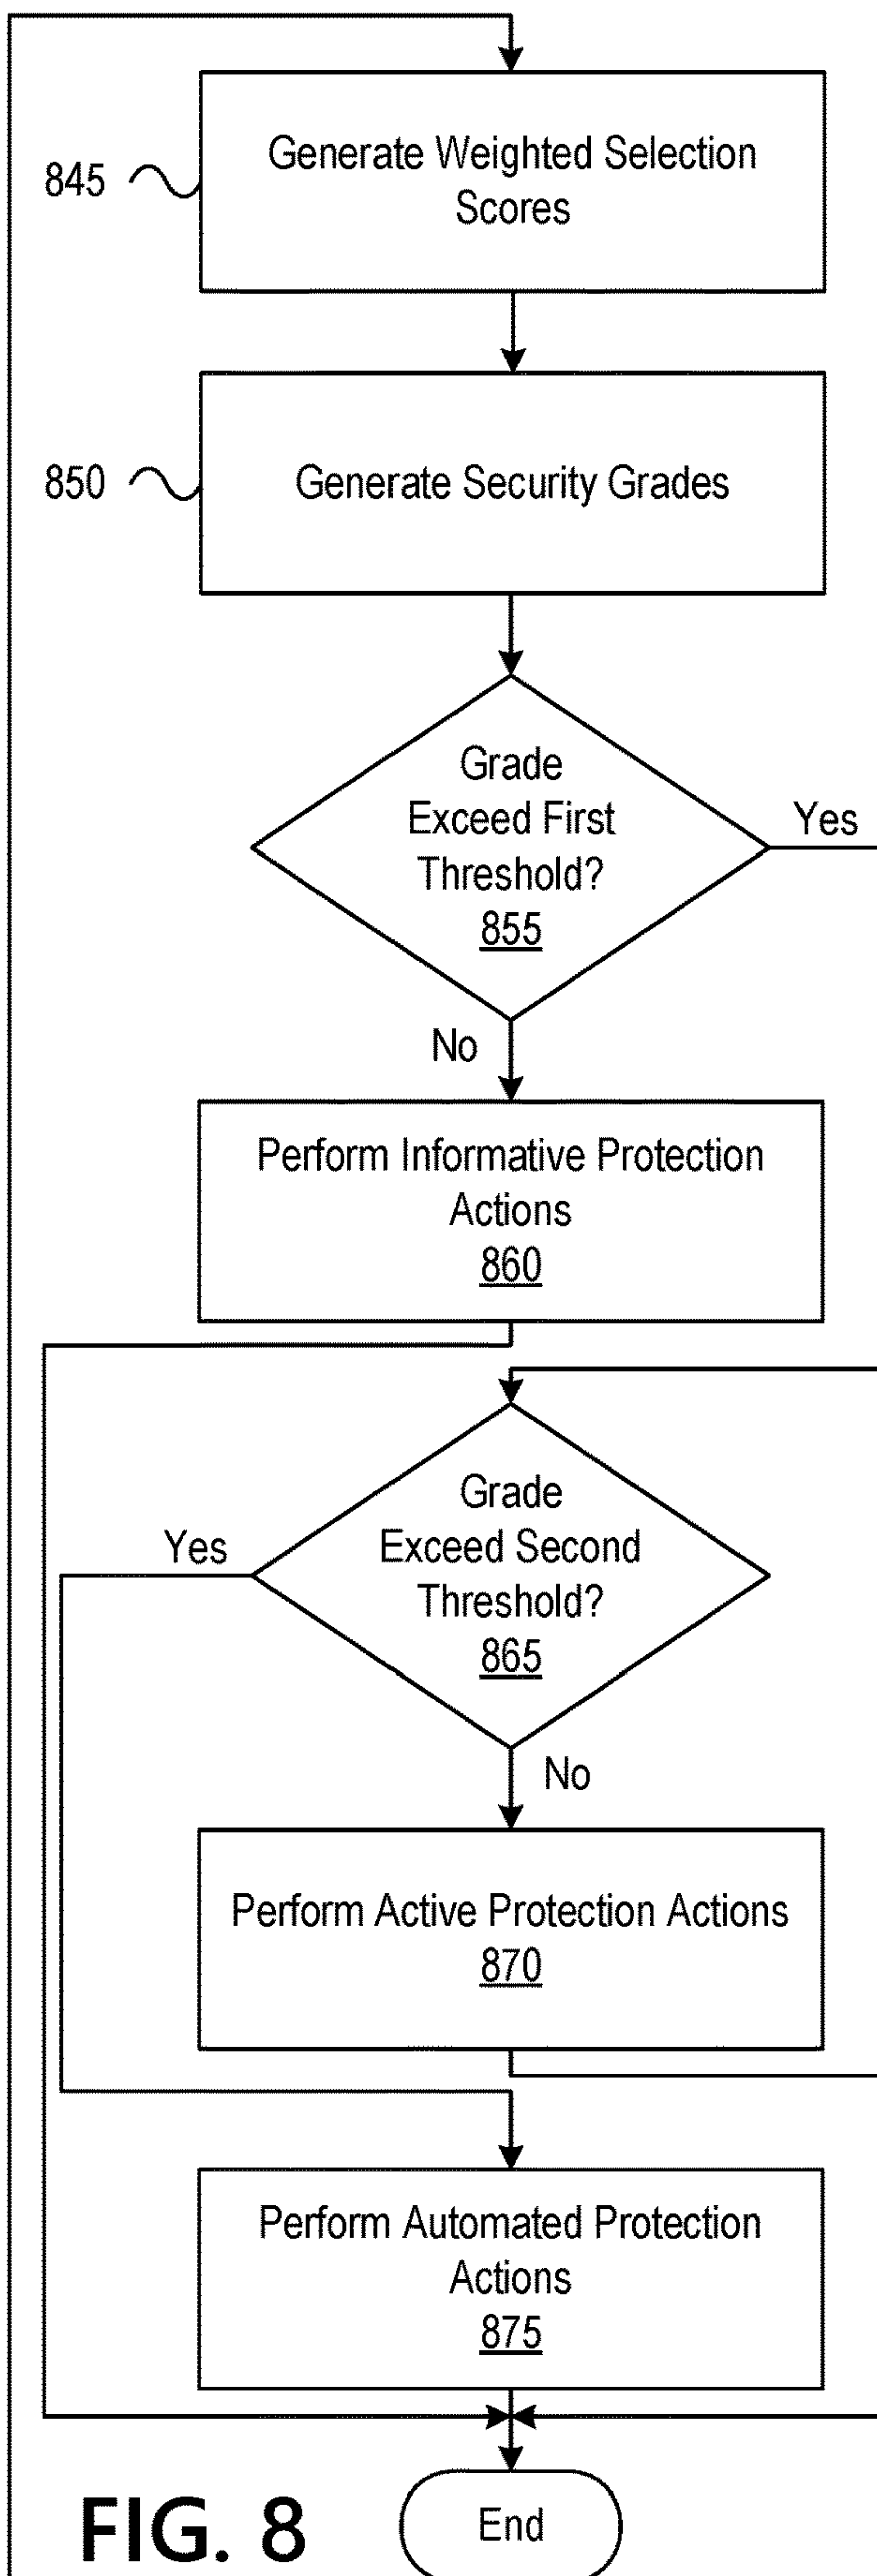 845
Generate Weighted Selection
Scores
850
Generate Security Grades
Grade
Exceed First
Threshold?
855
Yes
No
Perform Informative Protection
Actions
860
Grade
Exceed Second
Threshold?
865
Yes
No
Perform Active Protection Actions
870
Perform Automated Protection
Actions
875
FIG. 8
End